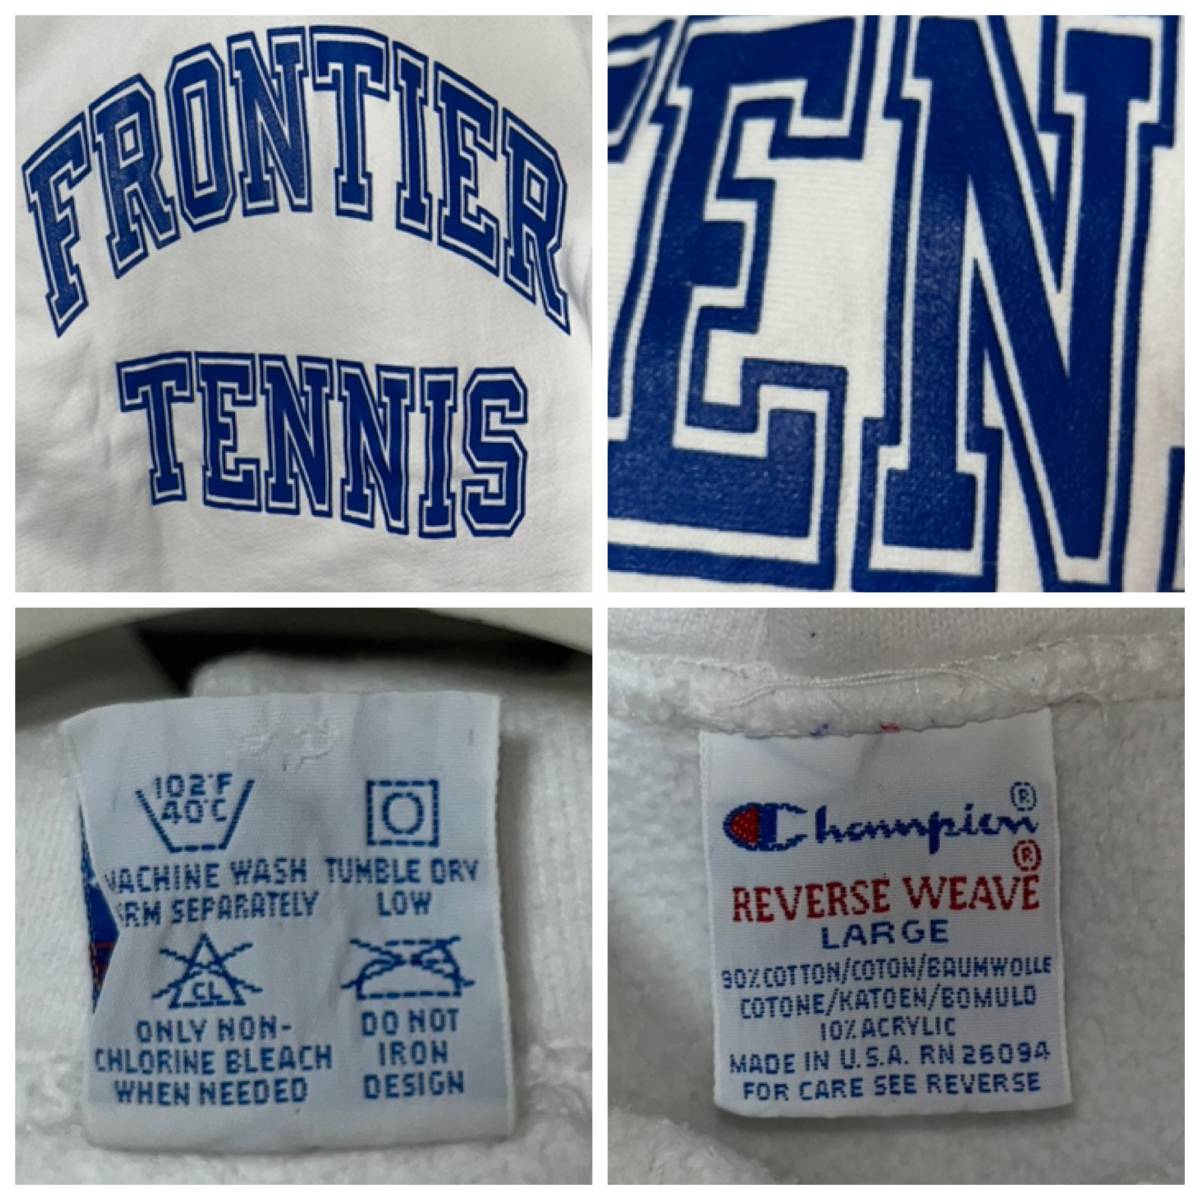 FRONTIER
TENNIS
EN
102°F
40°C
MACHINE WASH
WRM SEPARATELY
TUMBLE DRY
LOW
CL
ONLY NON-
CHLORINE BLEACH
WHEN NEEDED
DO NOT
IRON
DESIGN
Champion®
REVERSE WEAVE®
LARGE
90% COTTON/COTON/BAUMWOLLE
COTONE/KATOEN/BOMULD
10% ACRYLIC
MADE IN U.S.A. RN 26094
FOR CARE SEE REVERSE